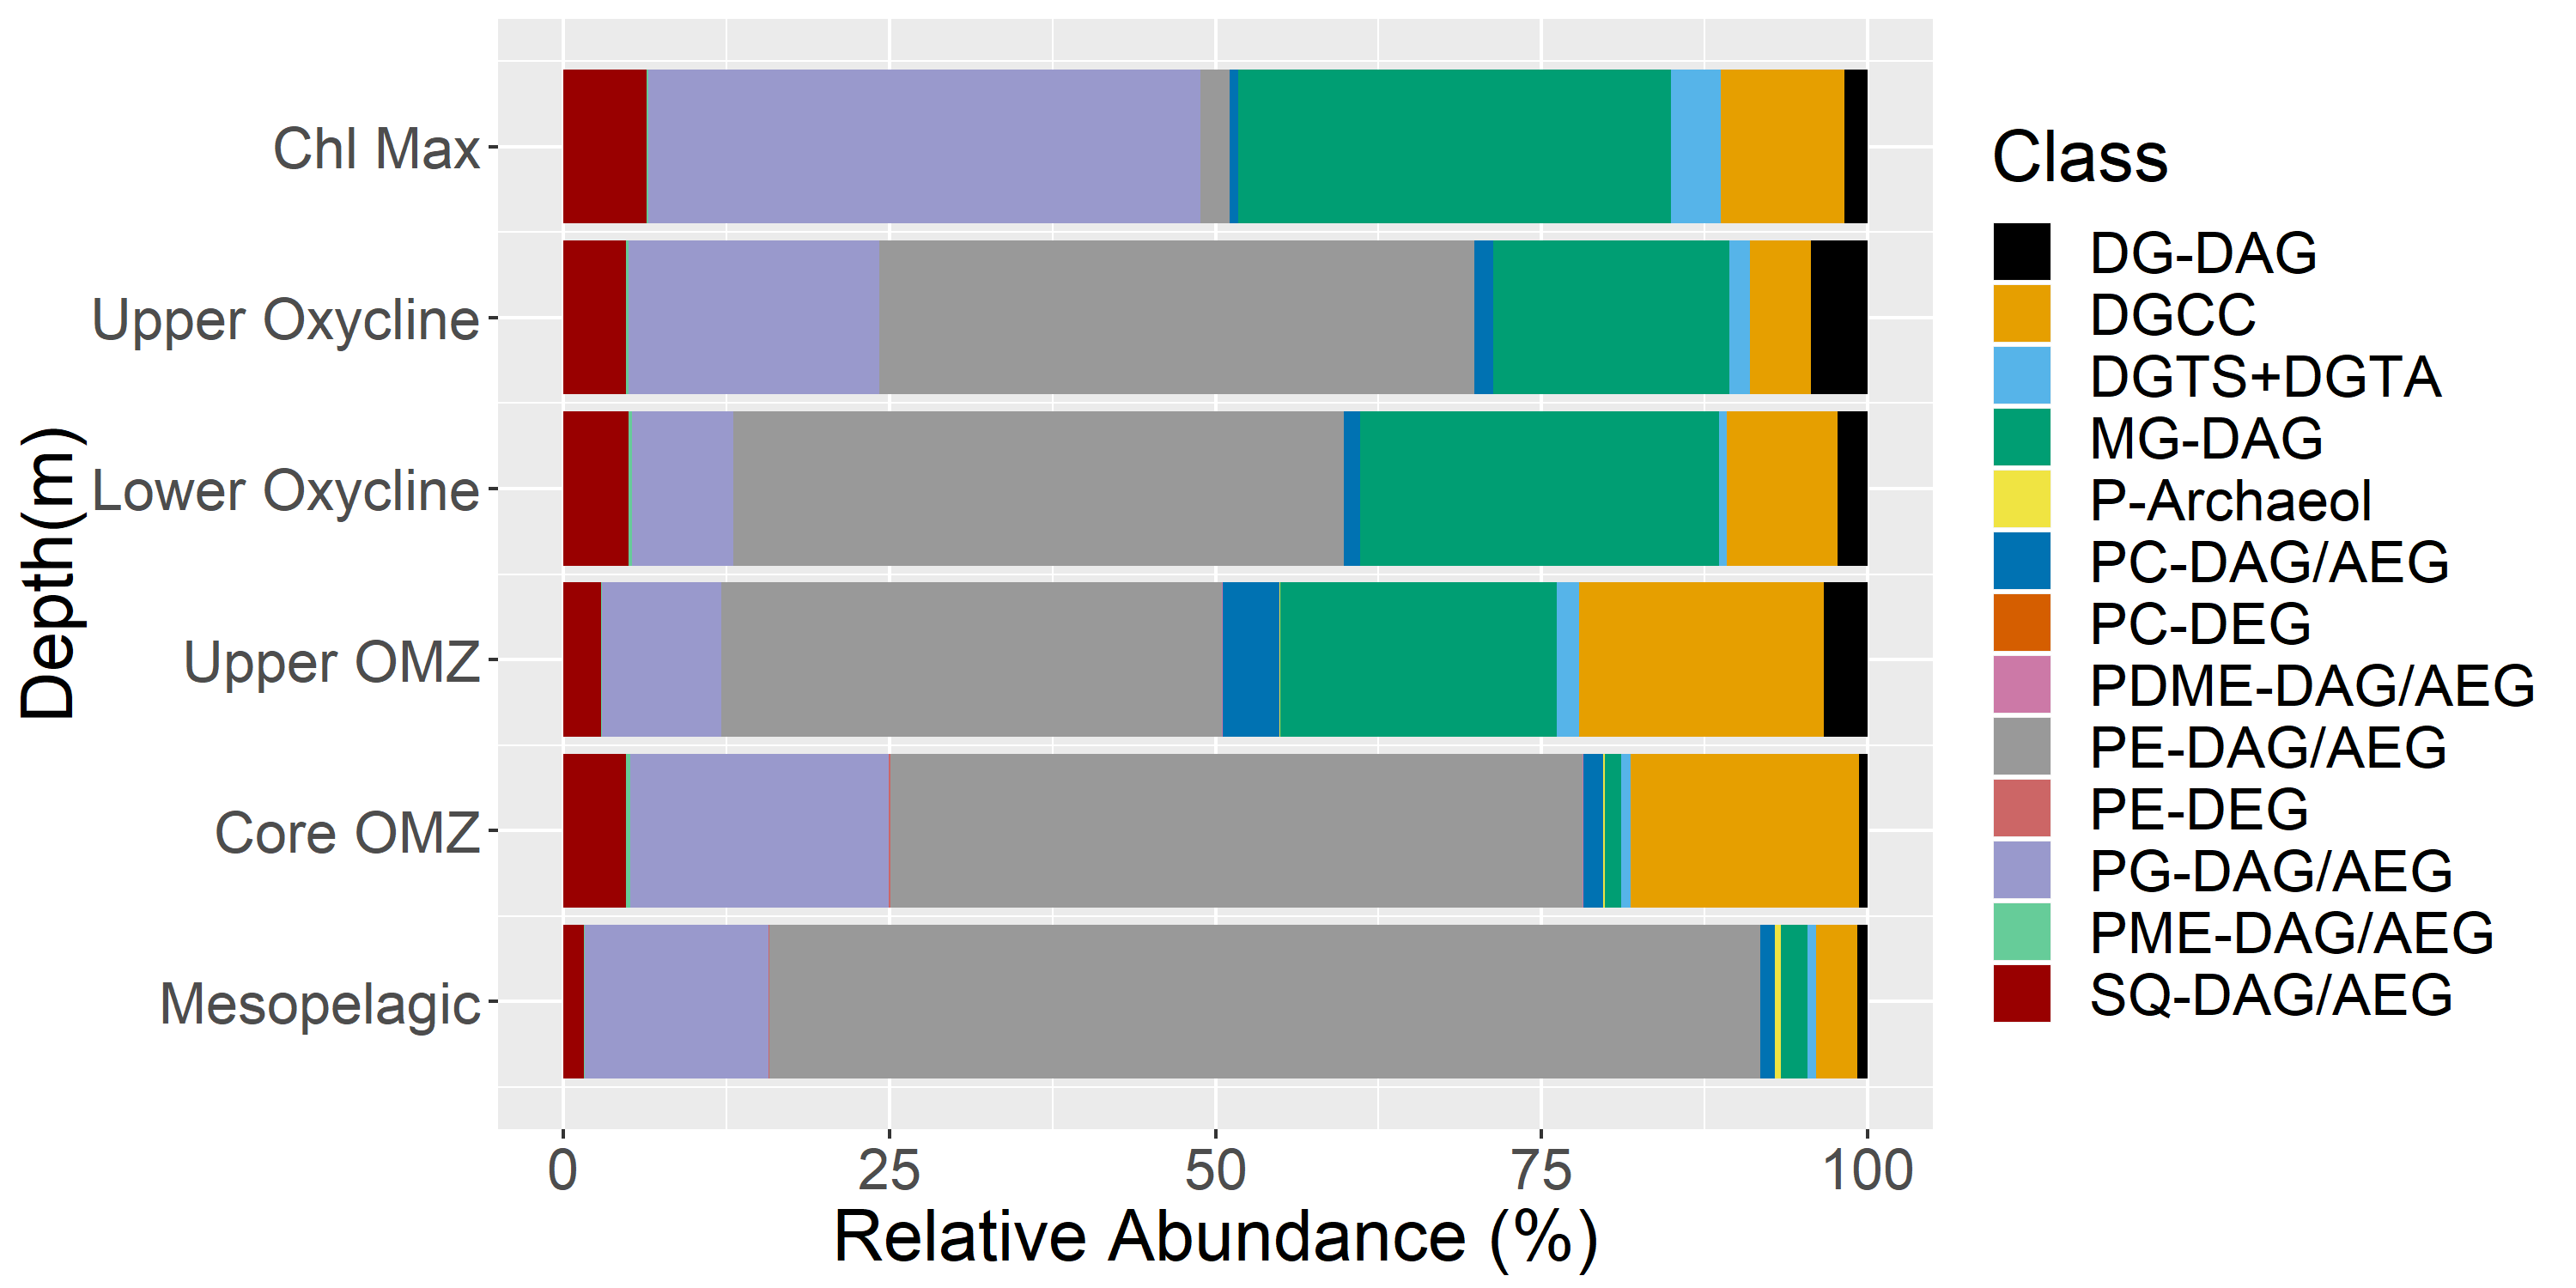 Depth(m)
Chl Max
Upper Oxycline
Lower Oxycline
Upper OMZ
Core OMZ
Mesopelagic
0 25 50 75 100
Relative Abundance (%)
Class
DG-DAG
DGCC
DGTS+DGTA
MG-DAG
P-Archaeol
PC-DAG/AEG
PC-DEG
PDME-DAG/AEG
PE-DAG/AEG
PE-DEG
PG-DAG/AEG
PME-DAG/AEG
SQ-DAG/AEG